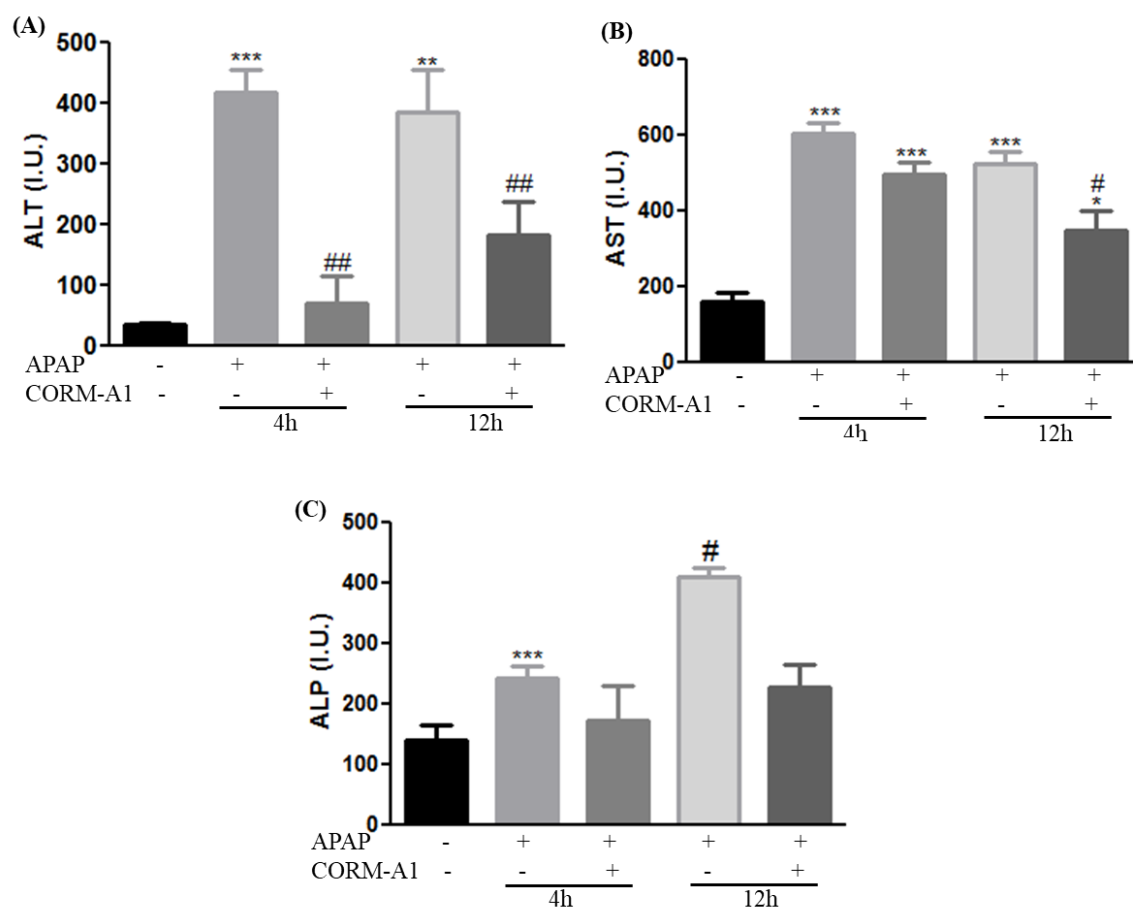 (A)
500
400
300
200
100
0
ALT (I.U.)
***
##
**
##
APAP - + + + +
CORM-A1 - - + - +
4h 12h
(B)
800
600
400
200
0
AST (I.U.)
***
***
***
#
*
APAP - + + + +
CORM-A1 - - + - +
4h 12h
(C)
500
400
300
200
100
0
ALP (I.U.)
***
#
APAP - + + + +
CORM-A1 - - + - +
4h 12h